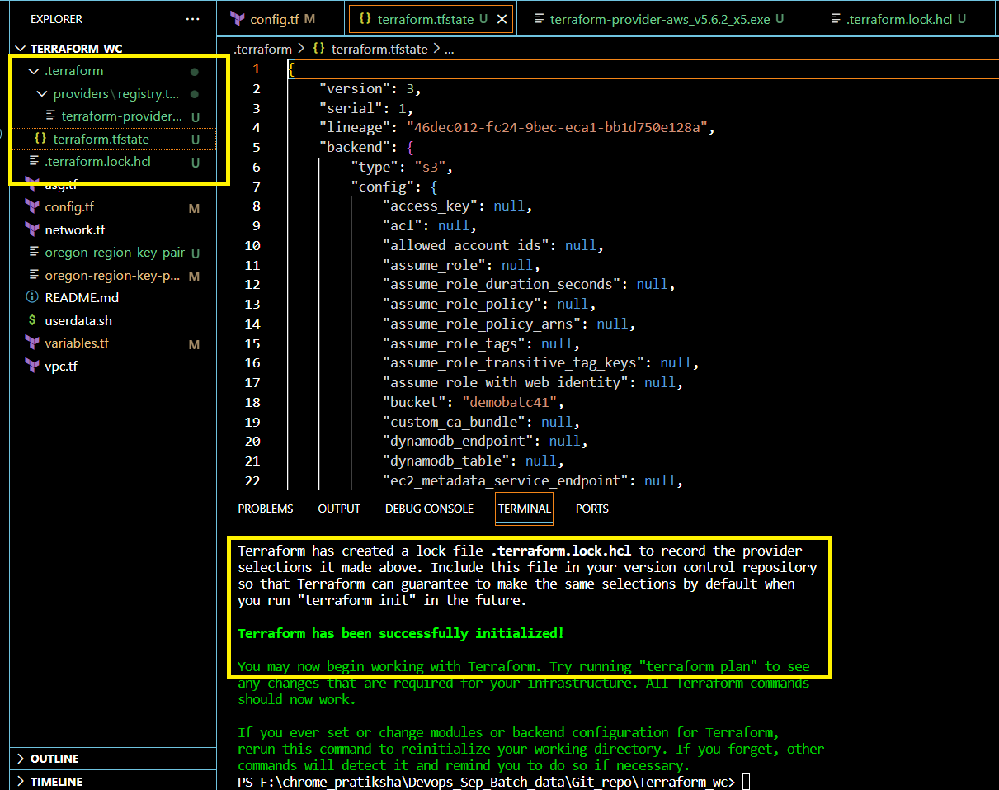 EXPLORER ...
TERRAFORM_WC
.terraform
providers\registry.t...
terraform-provider... U
{} terraform.tfstate U
.terraform.lock.hcl U
asg.tf
config.tf M
network.tf
oregon-region-key-pair U
oregon-region-key-p... M
README.md
$ userdata.sh
variables.tf M
vpc.tf
OUTLINE
TIMELINE
config.tf M
{} terraform.tfstate U
terraform-provider-aws_v5.6.2_x5.exe U
.terraform.lock.hcl U
.terraform > {} terraform.tfstate > ...
1 {
2 "version": 3,
3 "serial": 1,
4 "lineage": "46dec012-fc24-9bec-eca1-bb1d750e128a",
5 "backend": {
6 "type": "s3",
7 "config": {
8 "access_key": null,
9 "acl": null,
10 "allowed_account_ids": null,
11 "assume_role": null,
12 "assume_role_duration_seconds": null,
13 "assume_role_policy": null,
14 "assume_role_policy_arns": null,
15 "assume_role_tags": null,
16 "assume_role_transitive_tag_keys": null,
17 "assume_role_with_web_identity": null,
18 "bucket": "demobatc41",
19 "custom_ca_bundle": null,
20 "dynamodb_endpoint": null,
21 "dynamodb_table": null,
22 "ec2_metadata_service_endpoint": null,
PROBLEMS OUTPUT DEBUG CONSOLE TERMINAL PORTS
Terraform has created a lock file .terraform.lock.hcl to record the provider
selections it made above. Include this file in your version control repository
so that Terraform can guarantee to make the same selections by default when
you run "terraform init" in the future.
Terraform has been successfully initialized!
You may now begin working with Terraform. Try running "terraform plan" to see
any changes that are required for your infrastructure. All Terraform commands
should now work.
If you ever set or change modules or backend configuration for Terraform,
rerun this command to reinitialize your working directory. If you forget, other
commands will detect it and remind you to do so if necessary.
PS F:\chrome_pratiksha\Devops_Sep_Batch_data\Git_repo\Terraform_wc>